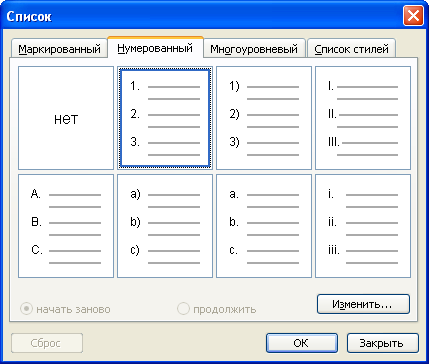 Список
Маркированный Нумерованный Многоуровневый Список стилей
нет
1.
2.
3.
1)
2)
3)
I.
II.
III.
A.
B.
C.
a)
b)
c)
a.
b.
c.
i.
ii.
iii.
начать заново продолжить Изменить...
Сброс ОК Закрыть